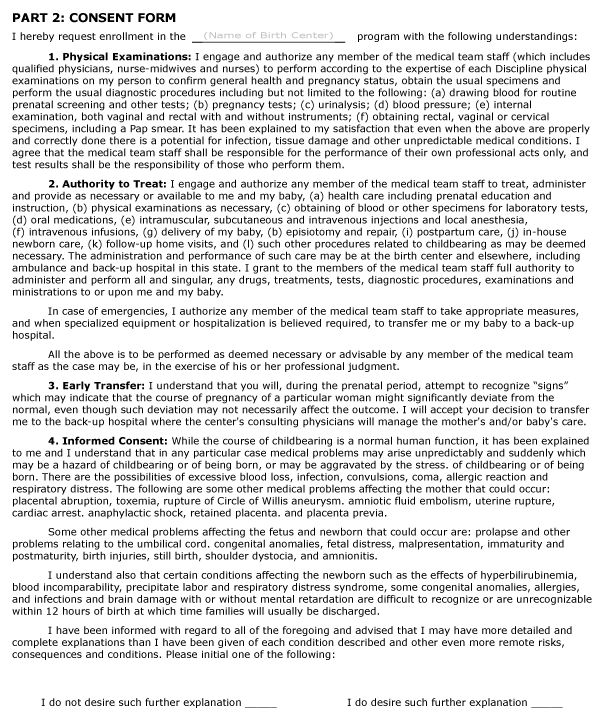 PART 2: CONSENT FORM
I hereby request enrollment in the __(Name of Birth Center)__ program with the following understandings:
1. Physical Examinations: I engage and authorize any member of the medical team staff (which includes
qualified physicians, nurse-midwives and nurses) to perform according to the expertise of each Discipline physical
examinations on my person to confirm general health and pregnancy status, obtain the usual specimens and
perform the usual diagnostic procedures including but not limited to the following: (a) drawing blood for routine
prenatal screening and other tests; (b) pregnancy tests; (c) urinalysis; (d) blood pressure; (e) internal
examination, both vaginal and rectal with and without instruments; (f) obtaining rectal, vaginal or cervical
specimens, including a Pap smear. It has been explained to my satisfaction that even when the above are properly
and correctly done there is a potential for infection, tissue damage and other unpredictable medical conditions. I
agree that the medical team staff shall be responsible for the performance of their own professional acts only, and
test results shall be the responsibility of those who perform them.
2. Authority to Treat: I engage and authorize any member of the medical team staff to treat, administer
and provide as necessary or available to me and my baby, (a) health care including prenatal education and
instruction, (b) physical examinations as necessary, (c) obtaining of blood or other specimens for laboratory tests,
(d) oral medications, (e) intramuscular, subcutaneous and intravenous injections and local anesthesia,
(f) intravenous infusions, (g) delivery of my baby, (b) episiotomy and repair, (i) postpartum care, (j) in-house
newborn care, (k) follow-up home visits, and (l) such other procedures related to childbearing as may be deemed
necessary. The administration and performance of such care may be at the birth center and elsewhere, including
ambulance and back-up hospital in this state. I grant to the members of the medical team staff full authority to
administer and perform all and singular, any drugs, treatments, tests, diagnostic procedures, examinations and
ministrations to or upon me and my baby.
In case of emergencies, I authorize any member of the medical team staff to take appropriate measures,
and when specialized equipment or hospitalization is believed required, to transfer me or my baby to a back-up
hospital.
All the above is to be performed as deemed necessary or advisable by any member of the medical team
staff as the case may be, in the exercise of his or her professional judgment.
3. Early Transfer: I understand that you will, during the prenatal period, attempt to recognize “signs”
which may indicate that the course of pregnancy of a particular woman might significantly deviate from the
normal, even though such deviation may not necessarily affect the outcome. I will accept your decision to transfer
me to the back-up hospital where the center's consulting physicians will manage the mother's and/or baby's care.
4. Informed Consent: While the course of childbearing is a normal human function, it has been explained
to me and I understand that in any particular case medical problems may arise unpredictably and suddenly which
may be a hazard of childbearing or of being born, or may be aggravated by the stress. of childbearing or of being
born. There are the possibilities of excessive blood loss, infection, convulsions, coma, allergic reaction and
respiratory distress. The following are some other medical problems affecting the mother that could occur:
placental abruption, toxemia, rupture of Circle of Willis aneurysm. amniotic fluid embolism, uterine rupture,
cardiac arrest. anaphylactic shock, retained placenta. and placenta previa.
Some other medical problems affecting the fetus and newborn that could occur are: prolapse and other
problems relating to the umbilical cord. congenital anomalies, fetal distress, malpresentation, immaturity and
postmaturity, birth injuries, still birth, shoulder dystocia, and amnionitis.
I understand also that certain conditions affecting the newborn such as the effects of hyperbilirubinemia,
blood incomparability, precipitate labor and respiratory distress syndrome, some congenital anomalies, allergies,
and infections and brain damage with or without mental retardation are difficult to recognize or are unrecognizable
within 12 hours of birth at which time families will usually be discharged.
I have been informed with regard to all of the foregoing and advised that I may have more detailed and
complete explanations than I have been given of each condition described and other even more remote risks,
consequences and conditions. Please initial one of the following:
I do not desire such further explanation _____ I do desire such further explanation _____